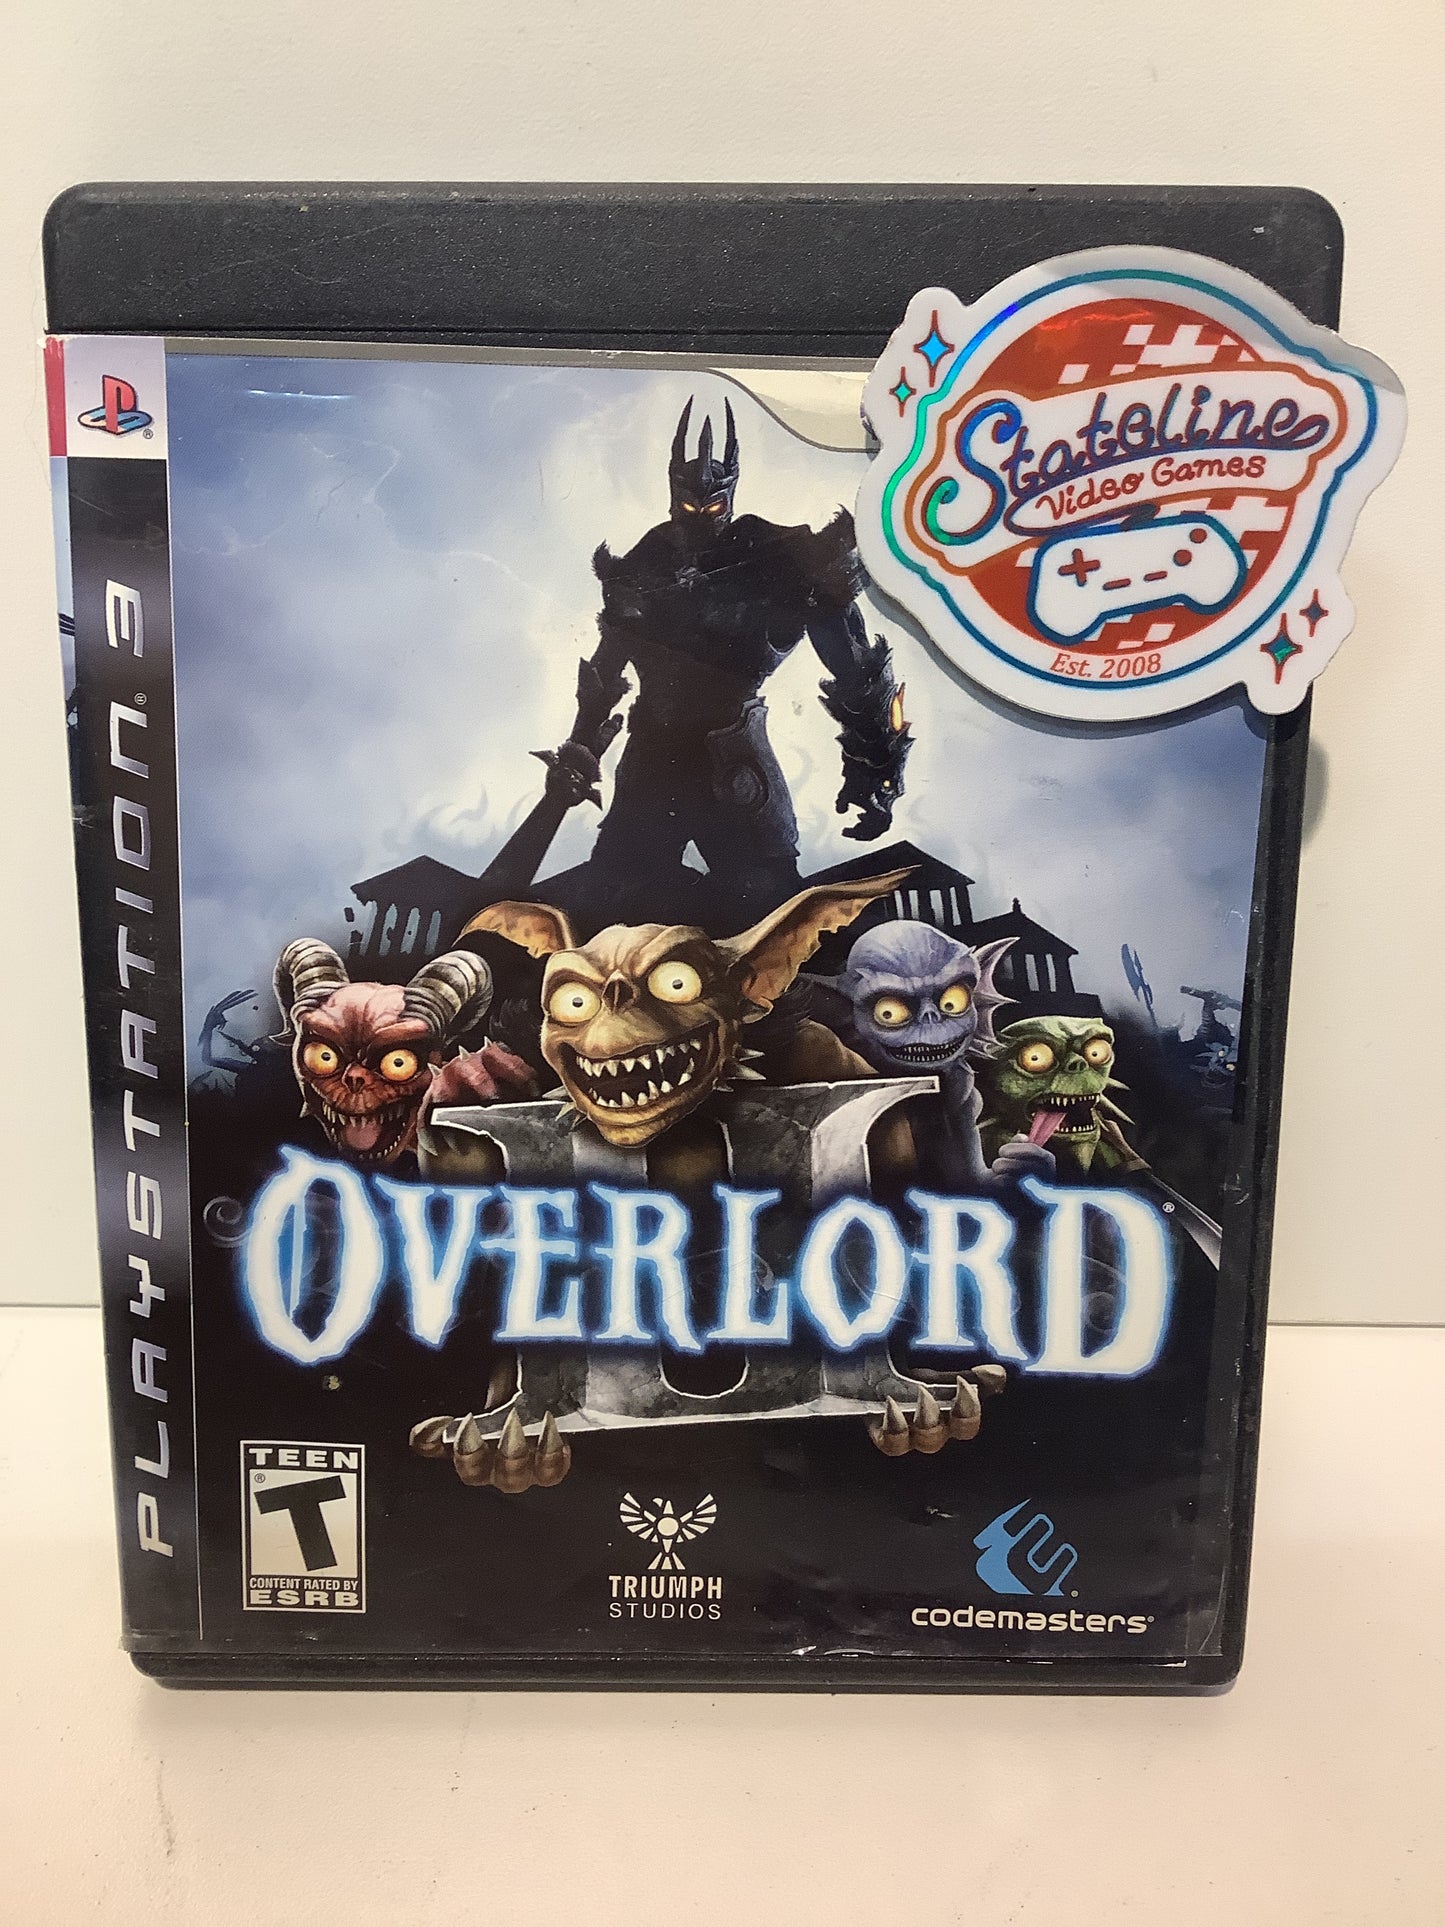 PLAYSTATION®3
®
Stateline
Video Games
Est. 2008
II
OVERLORD®
TEEN
®
T
CONTENT RATED BY
ESRB
TRIUMPH
STUDIOS
®
codemasters®